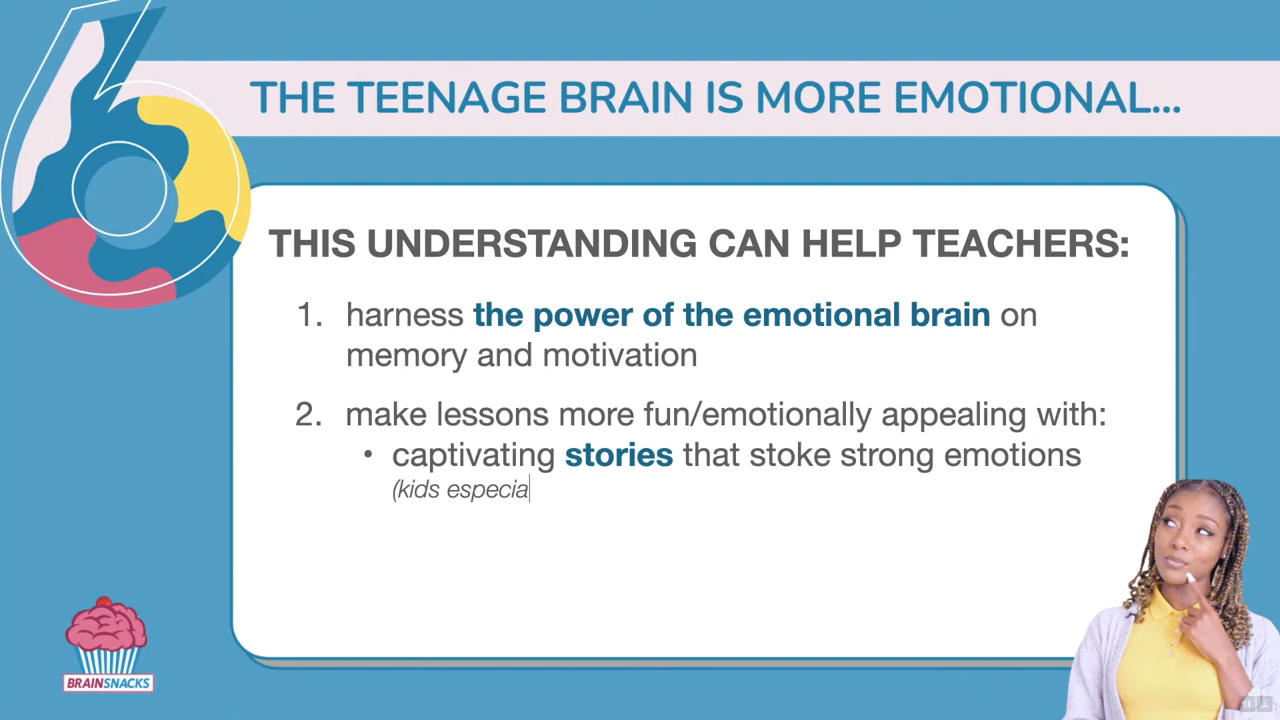 6
THE TEENAGE BRAIN IS MORE EMOTIONAL...
THIS UNDERSTANDING CAN HELP TEACHERS:
1. harness the power of the emotional brain on
memory and motivation
2. make lessons more fun/emotionally appealing with:
• captivating stories that stoke strong emotions
(kids especia
BRAINSNACKS